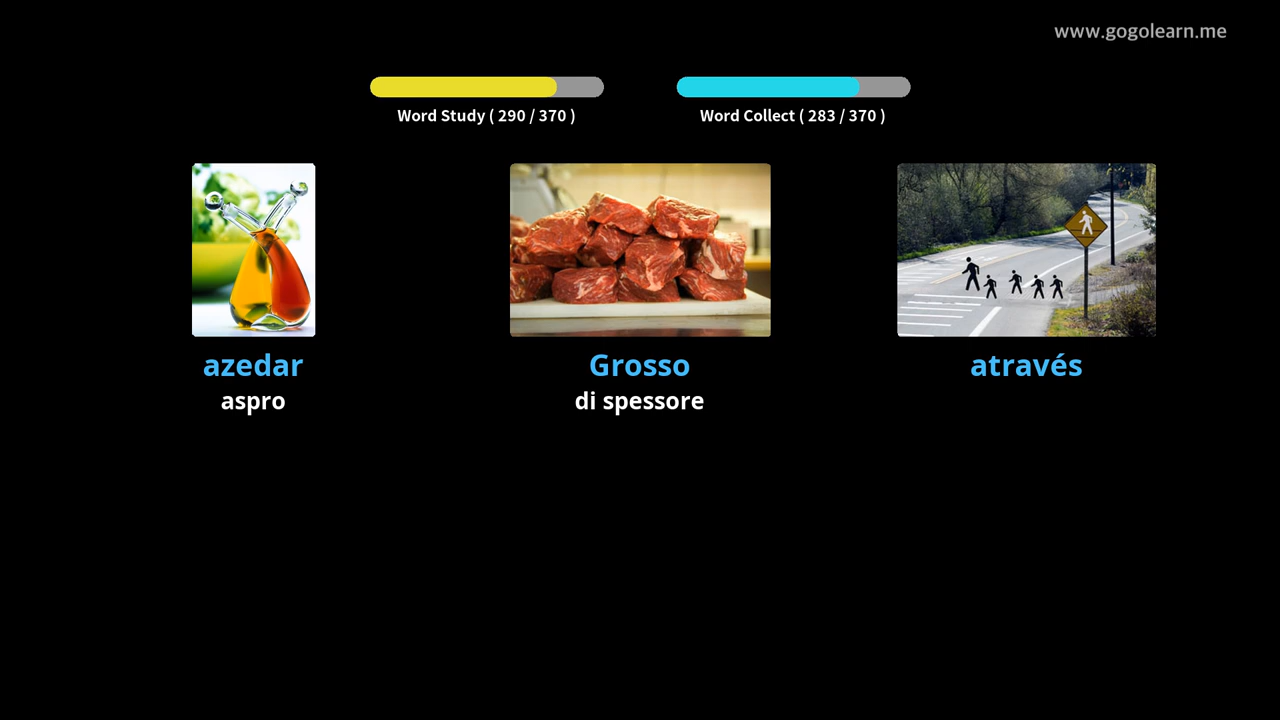 www.gogolearn.me
Word Study ( 290 / 370 )
Word Collect ( 283 / 370 )
azedar
aspro
Grosso
di spessore
através